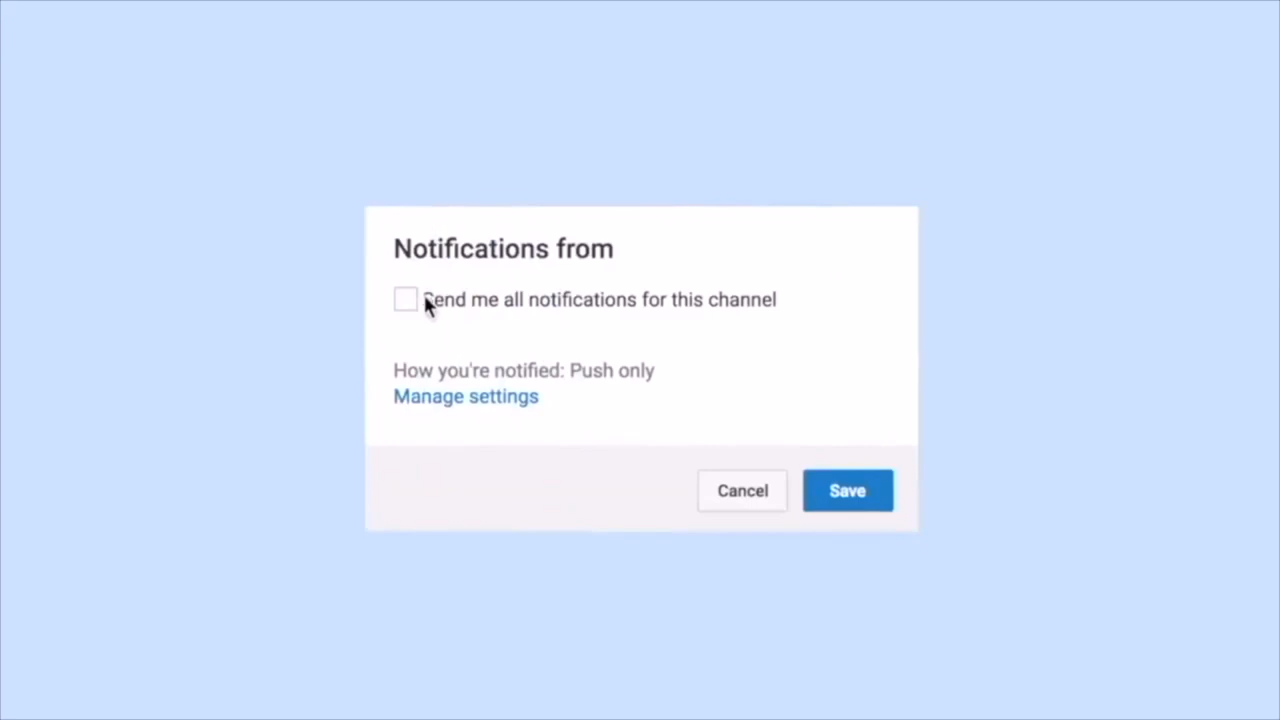 Notifications from
Send me all notifications for this channel
How you're notified: Push only
Manage settings
Cancel
Save